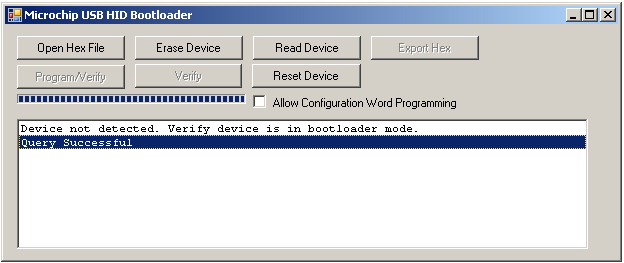 Microchip USB HID Bootloader
Open Hex File Erase Device Read Device Export Hex
Program/Verify Verify Reset Device
Allow Configuration Word Programming
Device not detected. Verify device is in bootloader mode.
Query Successful